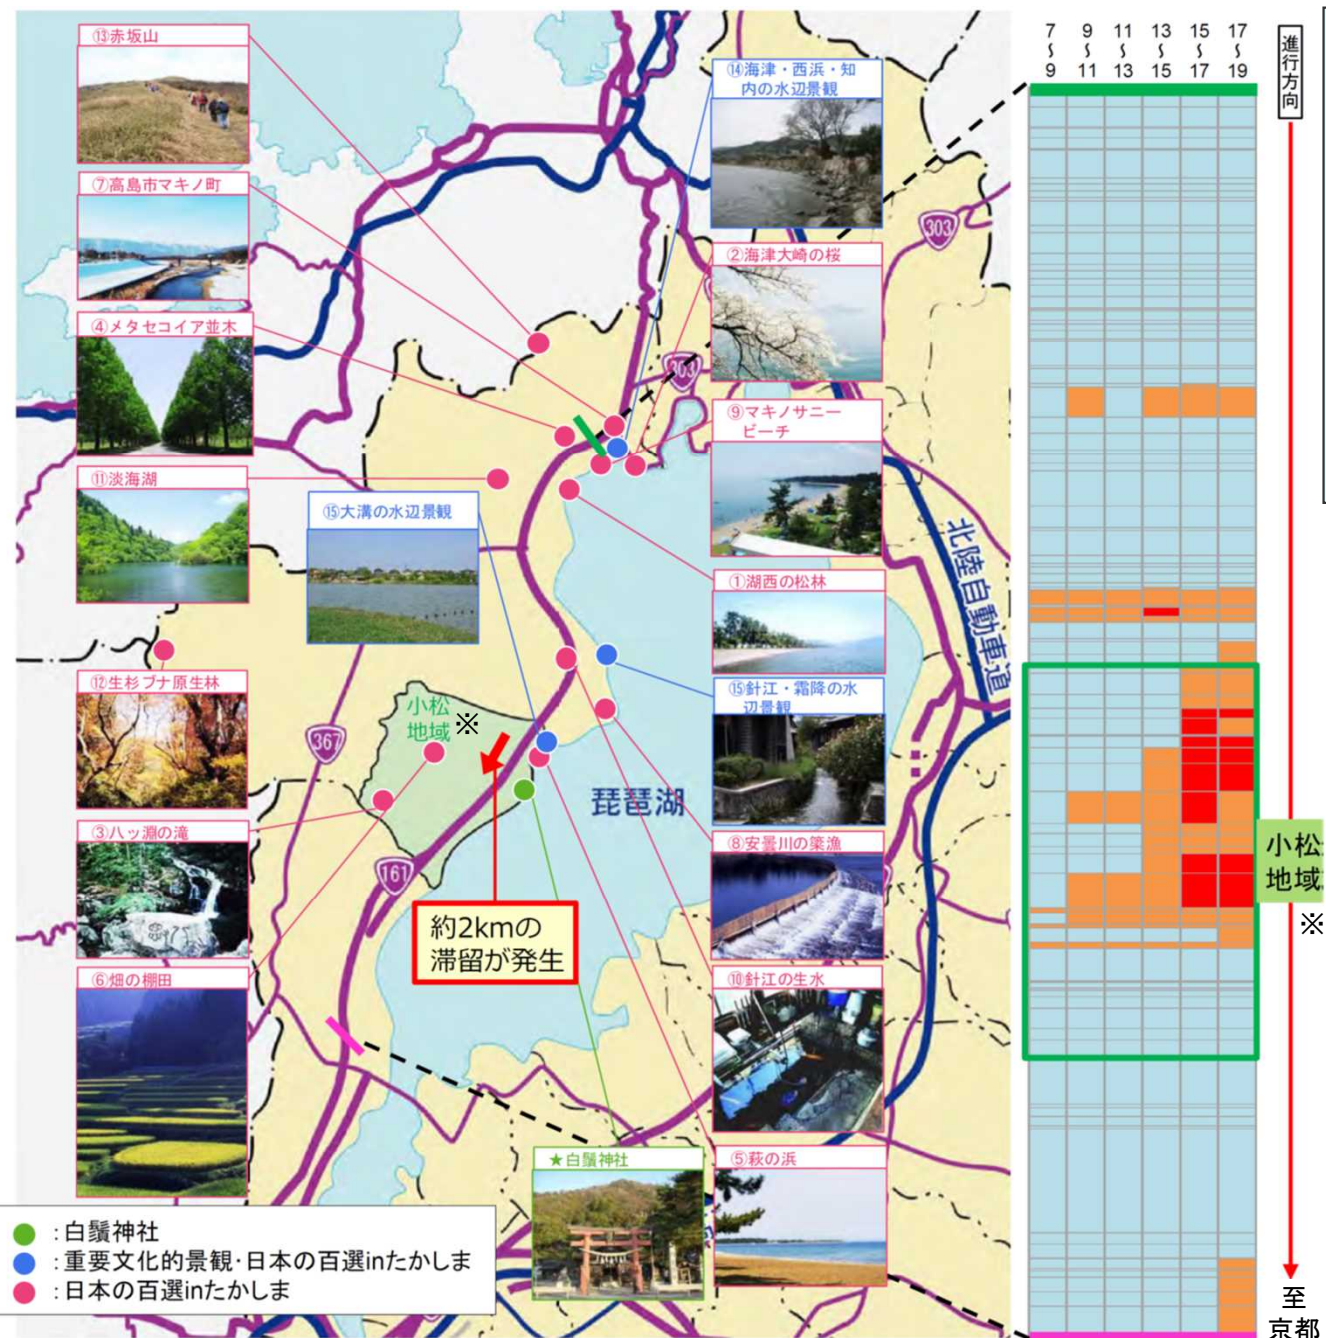 ⑬赤坂山
⑦高島市マキノ町
④メタセコイア並木
⑪淡海湖
⑮大溝の水辺景観
⑫生杉ブナ原生林
③八ッ淵の滝
⑥畑の棚田
⑭海津・西浜・知
内の水辺景観
②海津大崎の桜
⑨マキノサニー
ビーチ
①湖西の松林
⑮針江・霜降の水
辺景観
⑧安曇川の簗漁
⑩針江の生水
⑤萩の浜
★白鬚神社
303
303
367
161
北陸自動車道
琵琶湖
小松
地域
※
約2kmの
滞留が発生
:白鬚神社
:重要文化的景観・日本の百選inたかしま
:日本の百選inたかしま
7 9 11 13 15 17
~ ~ ~ ~ ~ ~
9 11 13 15 17 19
進行方向
小松
地域
※
至
京都